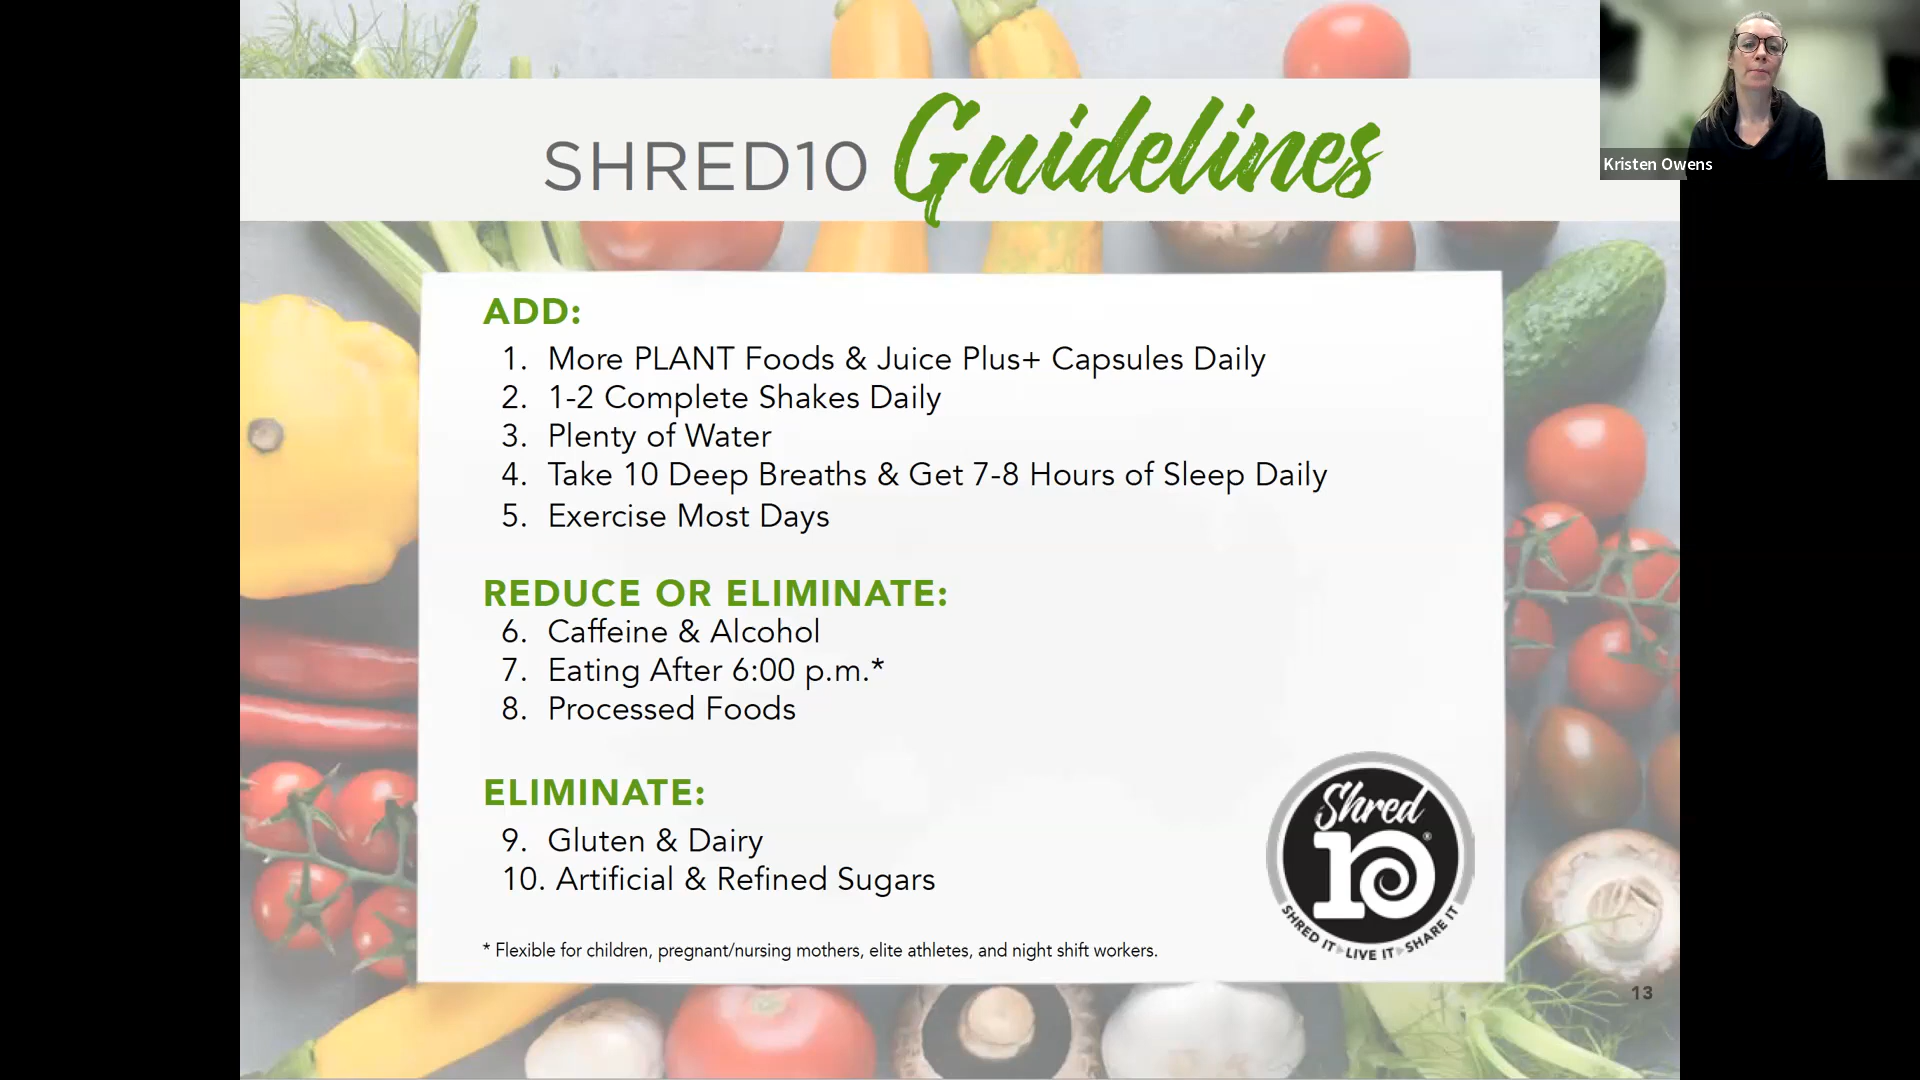 SHRED10 Guidelines
Kristen Owens
ADD:
1. More PLANT Foods & Juice Plus+ Capsules Daily
2. 1-2 Complete Shakes Daily
3. Plenty of Water
4. Take 10 Deep Breaths & Get 7-8 Hours of Sleep Daily
5. Exercise Most Days
REDUCE OR ELIMINATE:
6. Caffeine & Alcohol
7. Eating After 6:00 p.m.*
8. Processed Foods
ELIMINATE:
9. Gluten & Dairy
10. Artificial & Refined Sugars
* Flexible for children, pregnant/nursing mothers, elite athletes, and night shift workers.
Shred
10®
SHRED IT LIVE IT SHARE IT
13